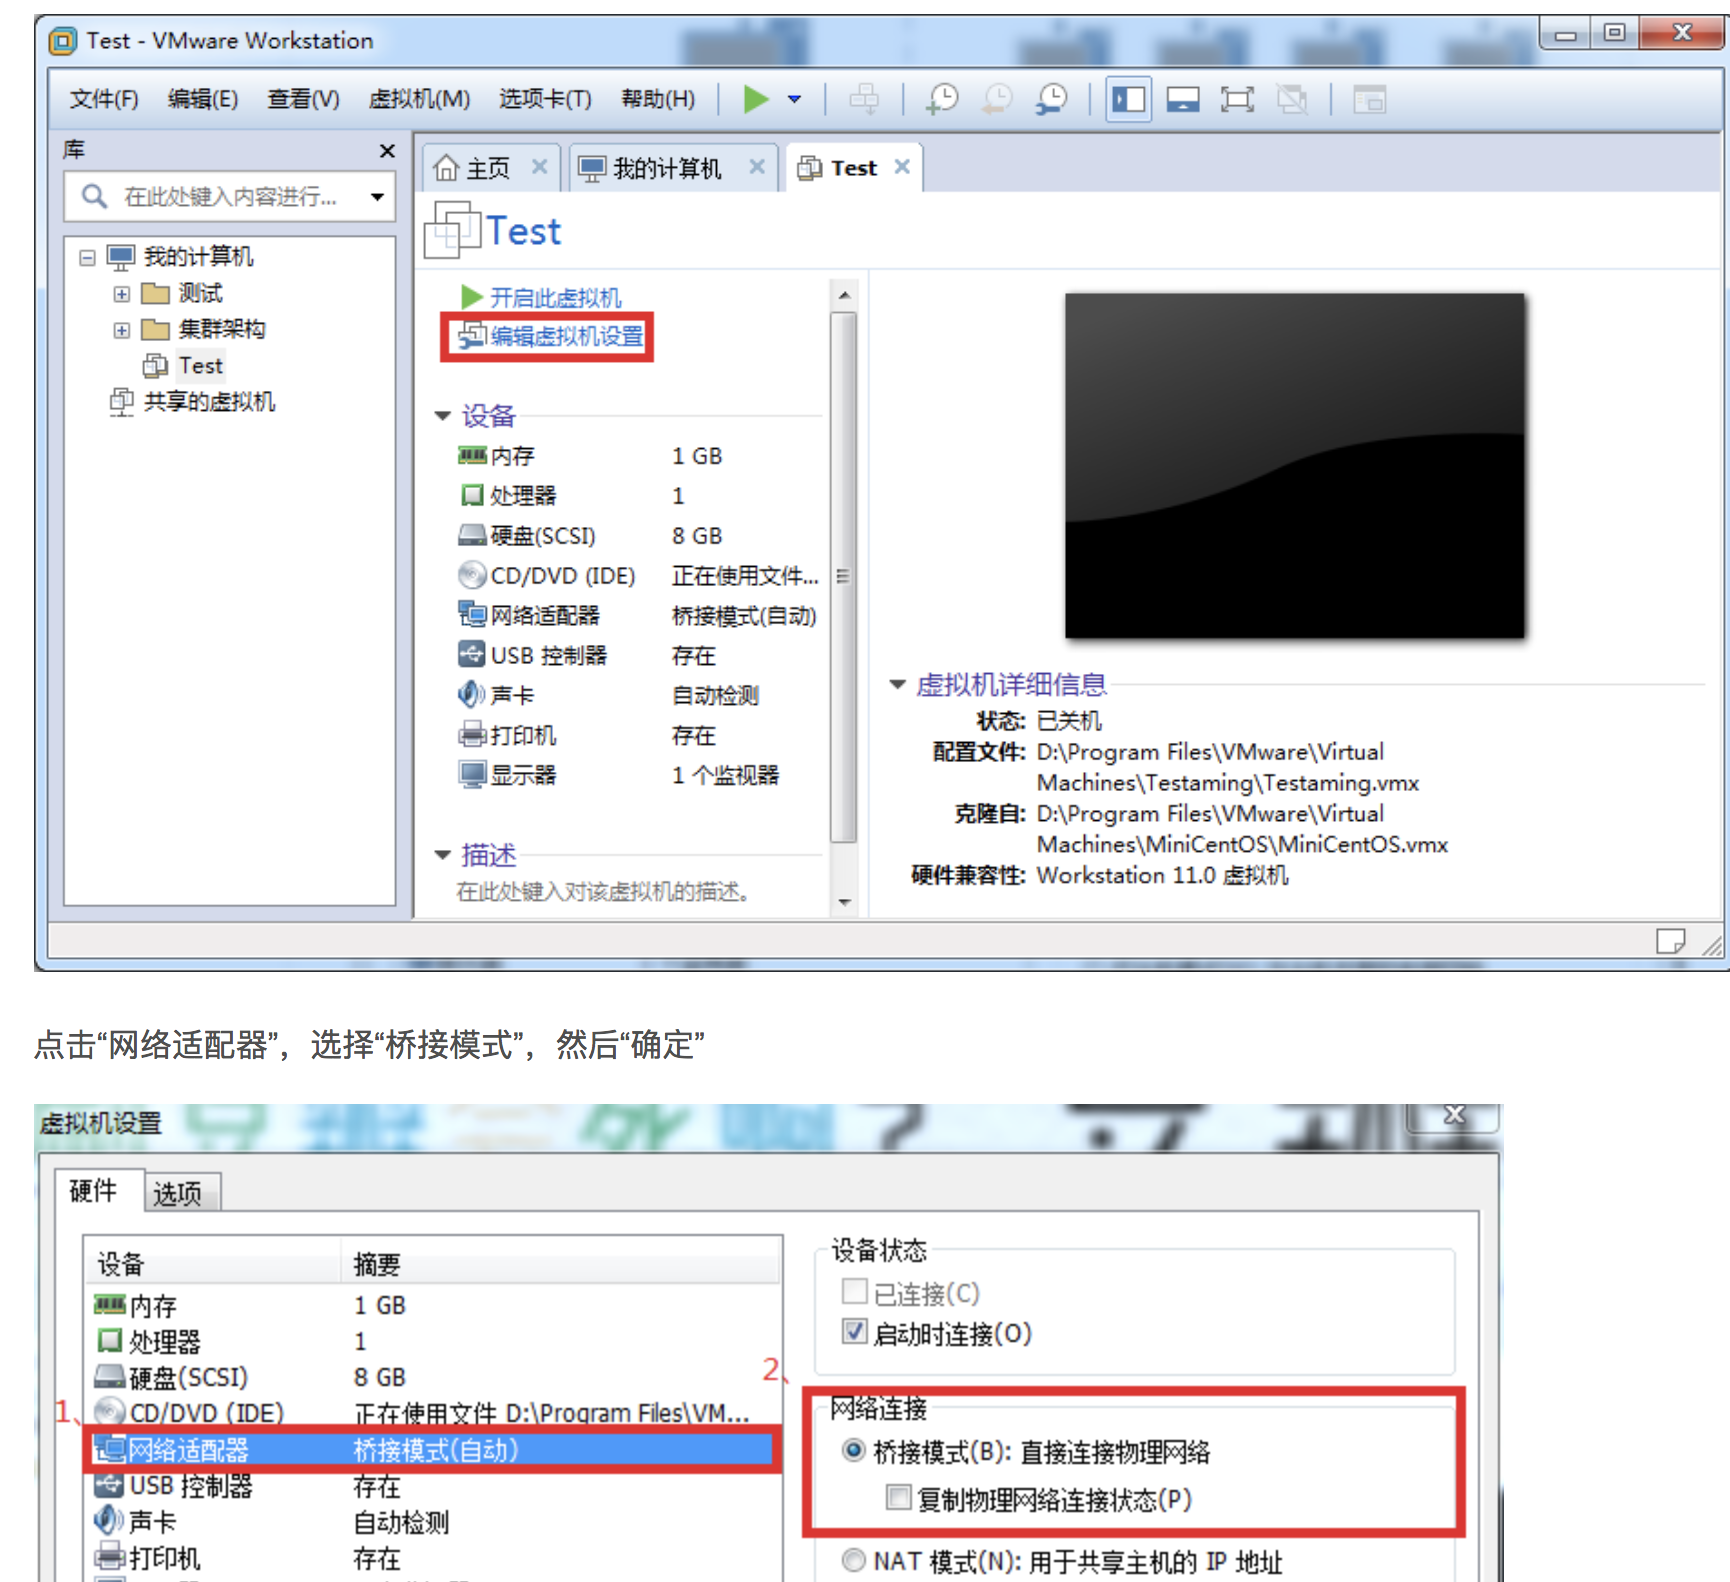 Test - VMware Workstation
文件(F) 编辑(E) 查看(V) 虚拟机(M) 选项卡(T) 帮助(H)
库
在此处键入内容进行...
我的计算机
测试
集群架构
Test
共享的虚拟机
主页 我的计算机 Test
Test
开启此虚拟机
编辑虚拟机设置
设备
内存 1 GB
处理器 1
硬盘(SCSI) 8 GB
CD/DVD (IDE) 正在使用文件...
网络适配器 桥接模式(自动)
USB 控制器 存在
声卡 自动检测
打印机 存在
显示器 1 个监视器
描述
在此处键入对该虚拟机的描述。
虚拟机详细信息
状态: 已关机
配置文件: D:\Program Files\VMware\Virtual
Machines\Testaming\Testaming.vmx
克隆自: D:\Program Files\VMware\Virtual
Machines\MiniCentOS\MiniCentOS.vmx
硬件兼容性: Workstation 11.0 虚拟机
点击“网络适配器”，选择“桥接模式”，然后“确定”
虚拟机设置
硬件 选项
设备 摘要
内存 1 GB
处理器 1
硬盘(SCSI) 8 GB
1、 CD/DVD (IDE) 正在使用文件 D:\Program Files\VM...
网络适配器 桥接模式(自动)
USB 控制器 存在
声卡 自动检测
打印机 存在
设备状态
已连接(C)
启动时连接(O)
2、
网络连接
桥接模式(B): 直接连接物理网络
复制物理网络连接状态(P)
NAT 模式(N): 用于共享主机的 IP 地址